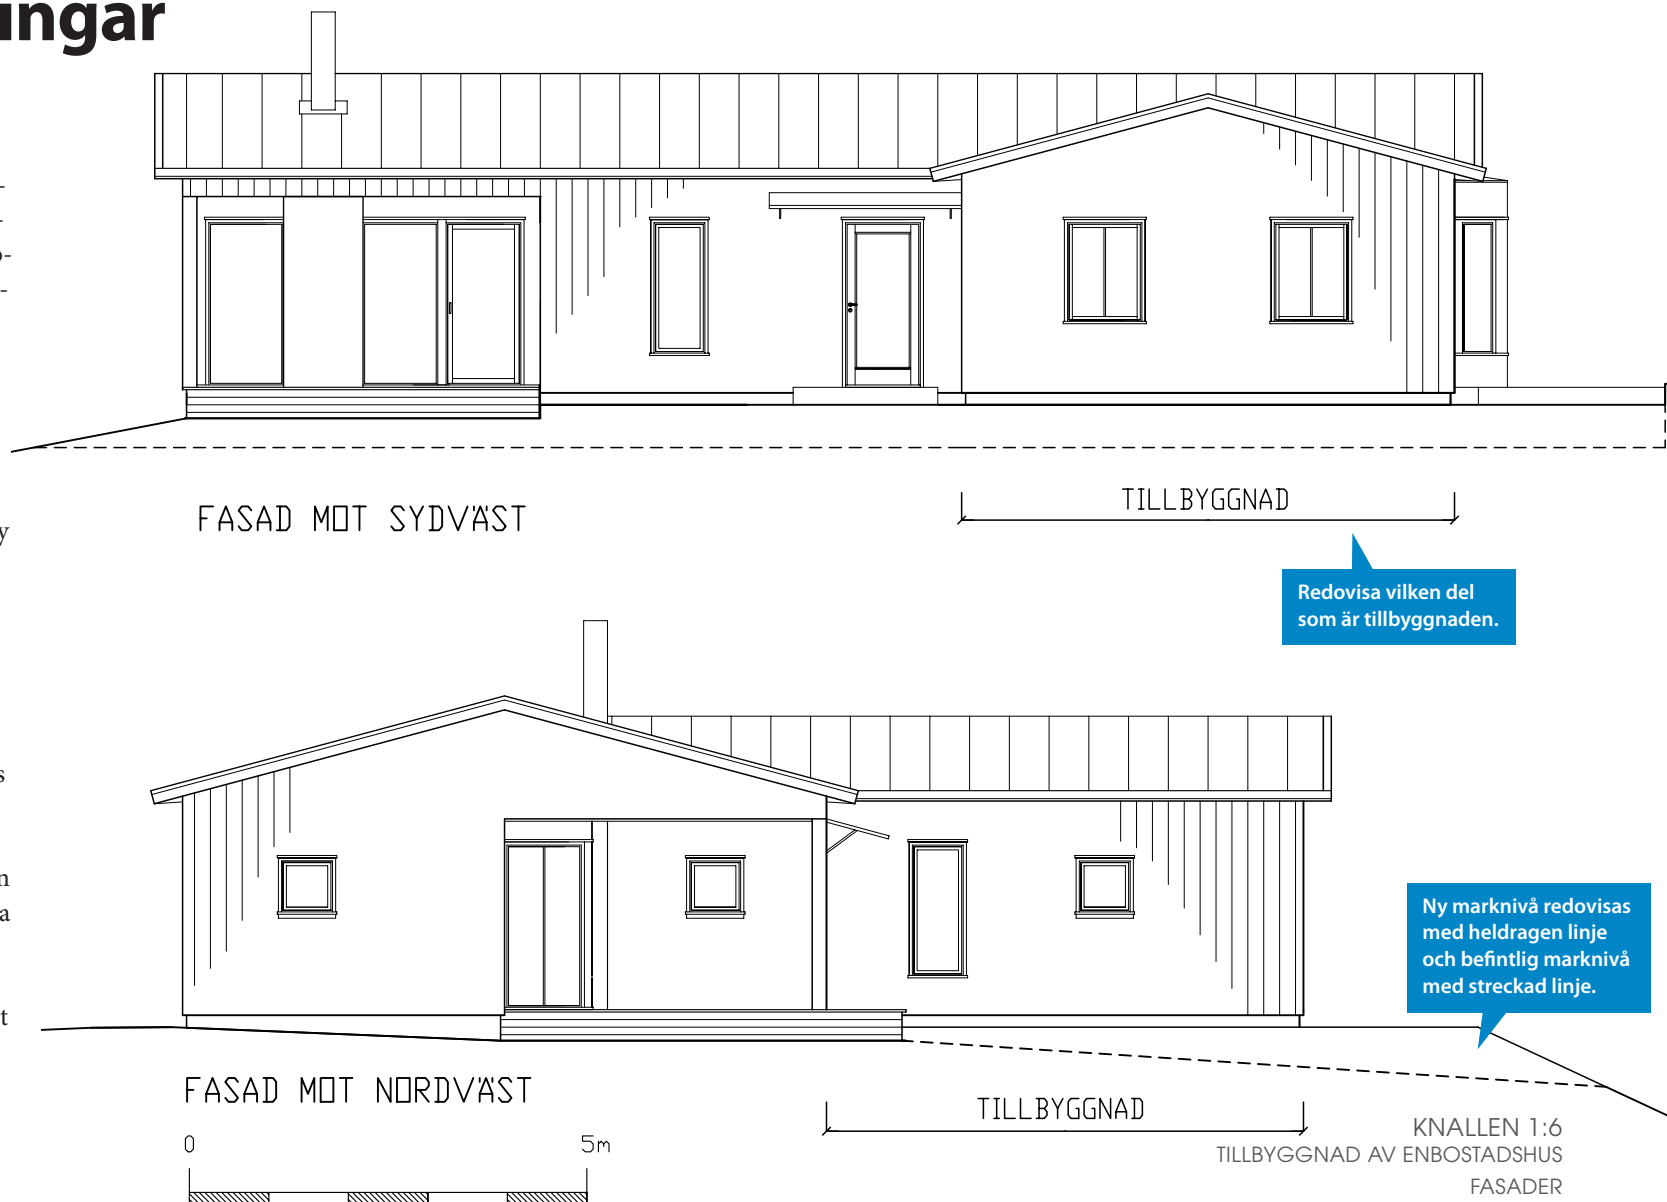 ingar
FASAD MOT SYDVÄST
TILLBYGGNAD
Redovisa vilken del
som är tillbyggnaden.
Ny marknivå redovisas
med heldragen linje
och befintlig marknivå
med streckad linje.
FASAD MOT NORDVÄST
TILLBYGGNAD
0 5m
KNALLEN 1:6
TILLBYGGNAD AV ENBOSTADSHUS
FASADER